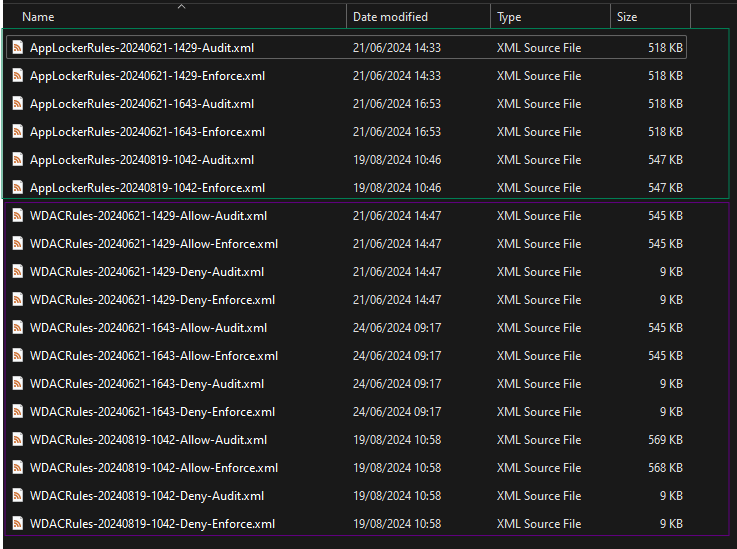 Name Date modified Type Size
AppLockerRules-20240621-1429-Audit.xml 21/06/2024 14:33 XML Source File 518 KB
AppLockerRules-20240621-1429-Enforce.xml 21/06/2024 14:33 XML Source File 518 KB
AppLockerRules-20240621-1643-Audit.xml 21/06/2024 16:53 XML Source File 518 KB
AppLockerRules-20240621-1643-Enforce.xml 21/06/2024 16:53 XML Source File 518 KB
AppLockerRules-20240819-1042-Audit.xml 19/08/2024 10:46 XML Source File 547 KB
AppLockerRules-20240819-1042-Enforce.xml 19/08/2024 10:46 XML Source File 547 KB
WDACRules-20240621-1429-Allow-Audit.xml 21/06/2024 14:47 XML Source File 545 KB
WDACRules-20240621-1429-Allow-Enforce.xml 21/06/2024 14:47 XML Source File 545 KB
WDACRules-20240621-1429-Deny-Audit.xml 21/06/2024 14:47 XML Source File 9 KB
WDACRules-20240621-1429-Deny-Enforce.xml 21/06/2024 14:47 XML Source File 9 KB
WDACRules-20240621-1643-Allow-Audit.xml 24/06/2024 09:17 XML Source File 545 KB
WDACRules-20240621-1643-Allow-Enforce.xml 24/06/2024 09:17 XML Source File 545 KB
WDACRules-20240621-1643-Deny-Audit.xml 24/06/2024 09:17 XML Source File 9 KB
WDACRules-20240621-1643-Deny-Enforce.xml 24/06/2024 09:17 XML Source File 9 KB
WDACRules-20240819-1042-Allow-Audit.xml 19/08/2024 10:58 XML Source File 569 KB
WDACRules-20240819-1042-Allow-Enforce.xml 19/08/2024 10:58 XML Source File 568 KB
WDACRules-20240819-1042-Deny-Audit.xml 19/08/2024 10:58 XML Source File 9 KB
WDACRules-20240819-1042-Deny-Enforce.xml 19/08/2024 10:58 XML Source File 9 KB